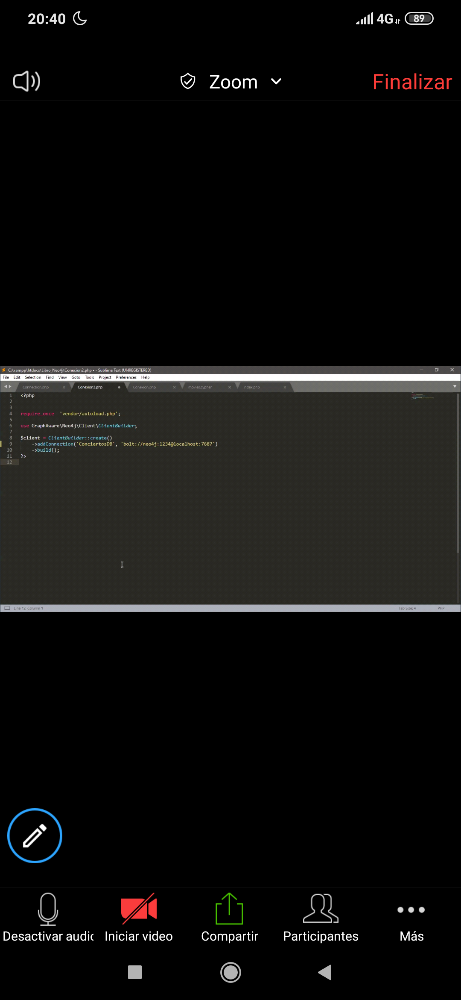 20:40 4G 89
Zoom Finalizar
C:\xampp\htdocs\Libro_Neo4j\Conexion2.php • - Sublime Text (UNREGISTERED)
File Edit Selection Find View Goto Tools Project Preferences Help
Connection.php Conexion2.php Conexion.php movies.cypher index.php
1 <?php
2
3
4 require_once 'vendor/autoload.php';
5
6 use GraphAware\Neo4j\Client\ClientBuilder;
7
8 $client = ClientBuilder::create()
9 ->addConnection('ConciertosDB', 'bolt://neo4j:1234@localhost:7687')
10 ->build();
11 ?>
12
Line 12, Column 1 Tab Size: 4 PHP
Desactivar audio Iniciar video Compartir Participantes Más